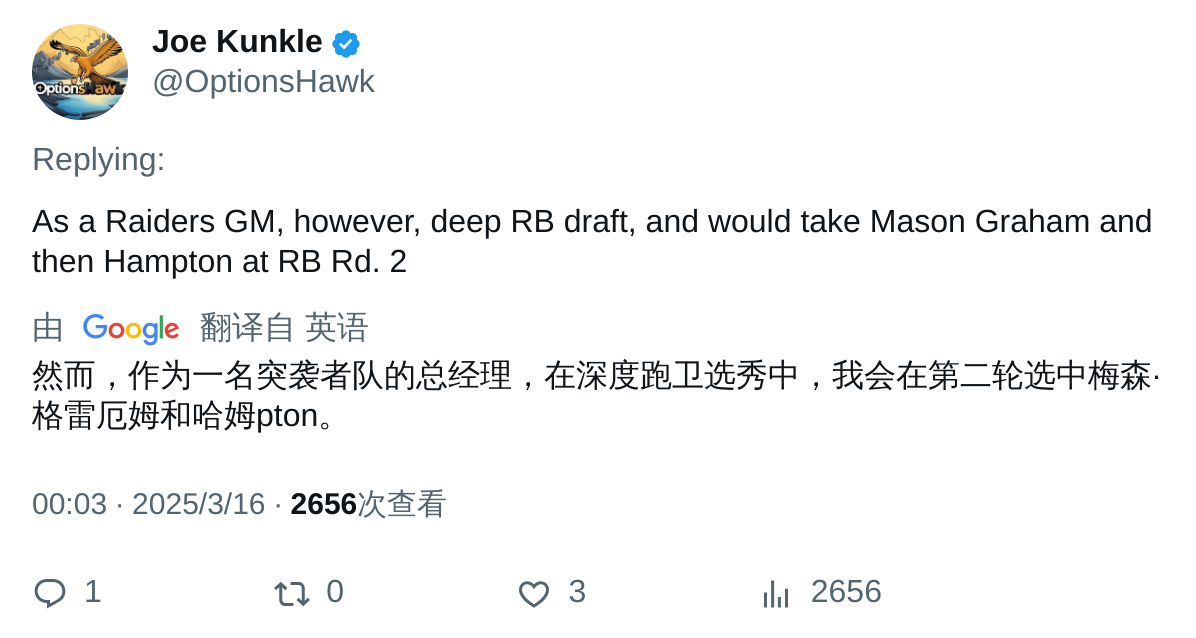 OptionsHawk
Joe Kunkle
@OptionsHawk
Replying:
As a Raiders GM, however, deep RB draft, and would take Mason Graham and
then Hampton at RB Rd. 2
由 Google 翻译自 英语
然而，作为一名突袭者队的总经理，在深度跑卫选秀中，我会在第二轮选中梅森·
格雷厄姆和哈姆pton。
00:03 · 2025/3/16 · 2656次查看
1 0 3 2656